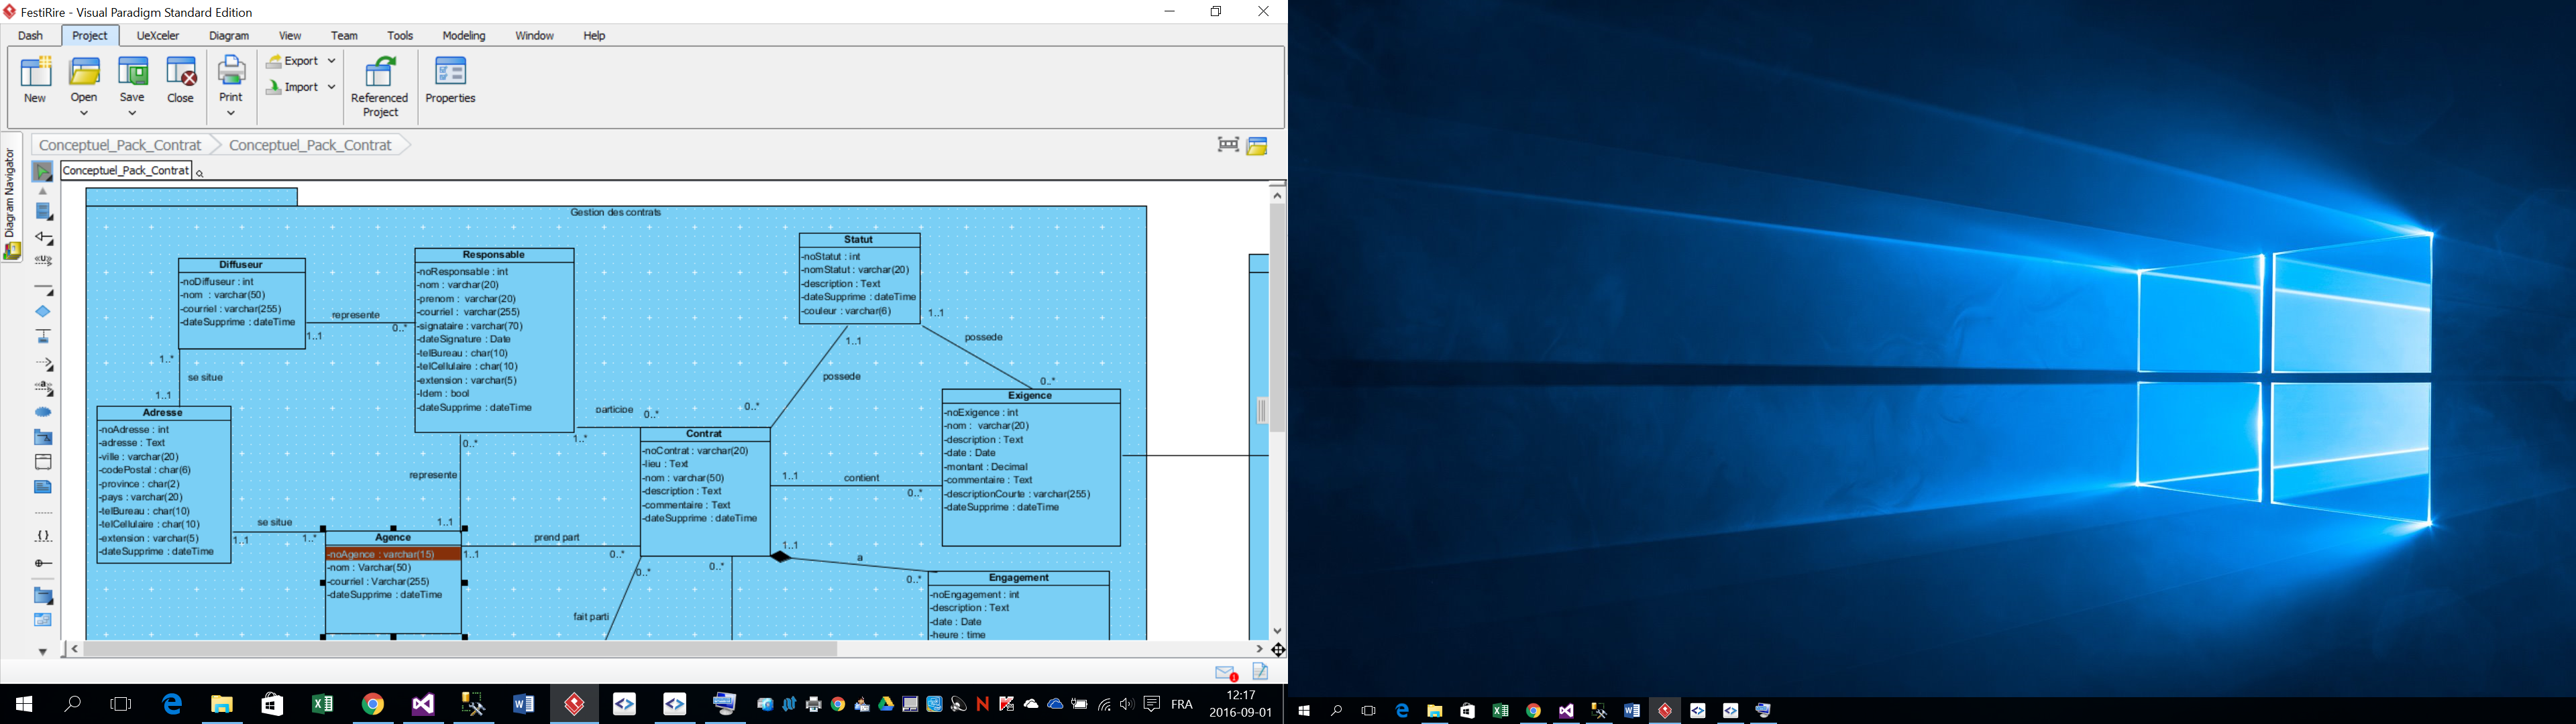 FestiRire - Visual Paradigm Standard Edition
Dash Project UeXceler Diagram View Team Tools Modeling Window Help
New Open Save Close Print Export Import Referenced Project Properties
Conceptuel_Pack_Contrat Conceptuel_Pack_Contrat
Diagram Navigator
Conceptuel_Pack_Contrat
Gestion des contrats
Diffuseur
-noDiffuseur : int
-nom : varchar(50)
-courriel : varchar(255)
-dateSupprime : dateTime
1..1
represente
0..*
1..*
se situe
1..1
Responsable
-noResponsable : int
-nom : varchar(20)
-prenom : varchar(20)
-courriel : varchar(255)
-signataire : varchar(70)
-dateSignature : Date
-telBureau : char(10)
-telCellulaire : char(10)
-extension : varchar(5)
-Idem : bool
-dateSupprime : dateTime
Statut
-noStatut : int
-nomStatut : varchar(20)
-description : Text
-dateSupprime : dateTime
-couleur : varchar(6)
1..1
possede
0..*
1..1
possede
0..*
participe
0..*
1..*
Adresse
-noAdresse : int
-adresse : Text
-ville : varchar(20)
-codePostal : char(6)
-province : char(2)
-pays : varchar(20)
-telBureau : char(10)
-telCellulaire : char(10)
-extension : varchar(5)
-dateSupprime : dateTime
se situe
1..1
1..*
0..*
represente
1..1
Agence
-noAgence : varchar(15)
-nom : Varchar(50)
-courriel : Varchar(255)
-dateSupprime : dateTime
1..1
prend part
0..*
Contrat
-noContrat : varchar(20)
-lieu : Text
-nom : varchar(50)
-description : Text
-commentaire : Text
-dateSupprime : dateTime
1..1
contient
0..*
Exigence
-noExigence : int
-nom : varchar(20)
-description : Text
-date : Date
-montant : Decimal
-commentaire : Text
-descriptionCourte : varchar(255)
-dateSupprime : dateTime
1..1
a
0..*
0..*
fait parti
0..*
Engagement
-noEngagement : int
-description : Text
-date : Date
-heure : time
1
FRA
12:17
2016-09-01